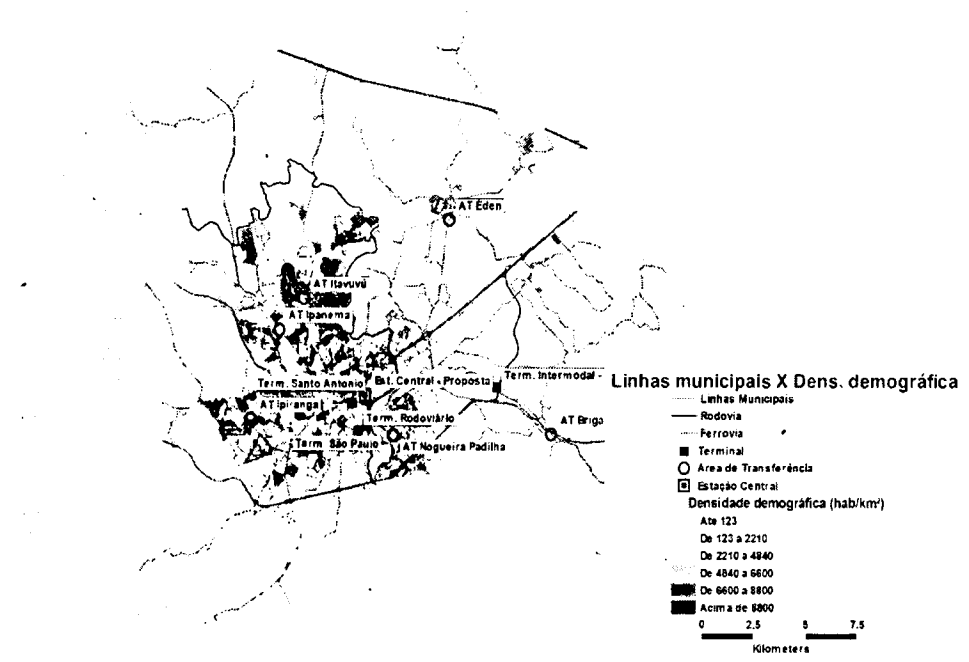 AT Éden
AT Itavuvú
AT Ipanema
Term. Santo Antonio
Est. Central - Proposta
Term. Intermodal -
AT Ipiranga
Term. Rodoviário
AT Briga
Term. São Paulo
AT Nogueira Padilha
Linhas municipais X Dens. demográfica
Linhas Municipais
Rodovia
Ferrovia
Terminal
Área de Transferência
Estação Central
Densidade demográfica (hab/km²)
Ate 123
De 123 a 2210
De 2210 a 4840
De 4840 a 6600
De 6600 a 8800
Acima de 8800
0 2.5 5 7.5
Kilometers